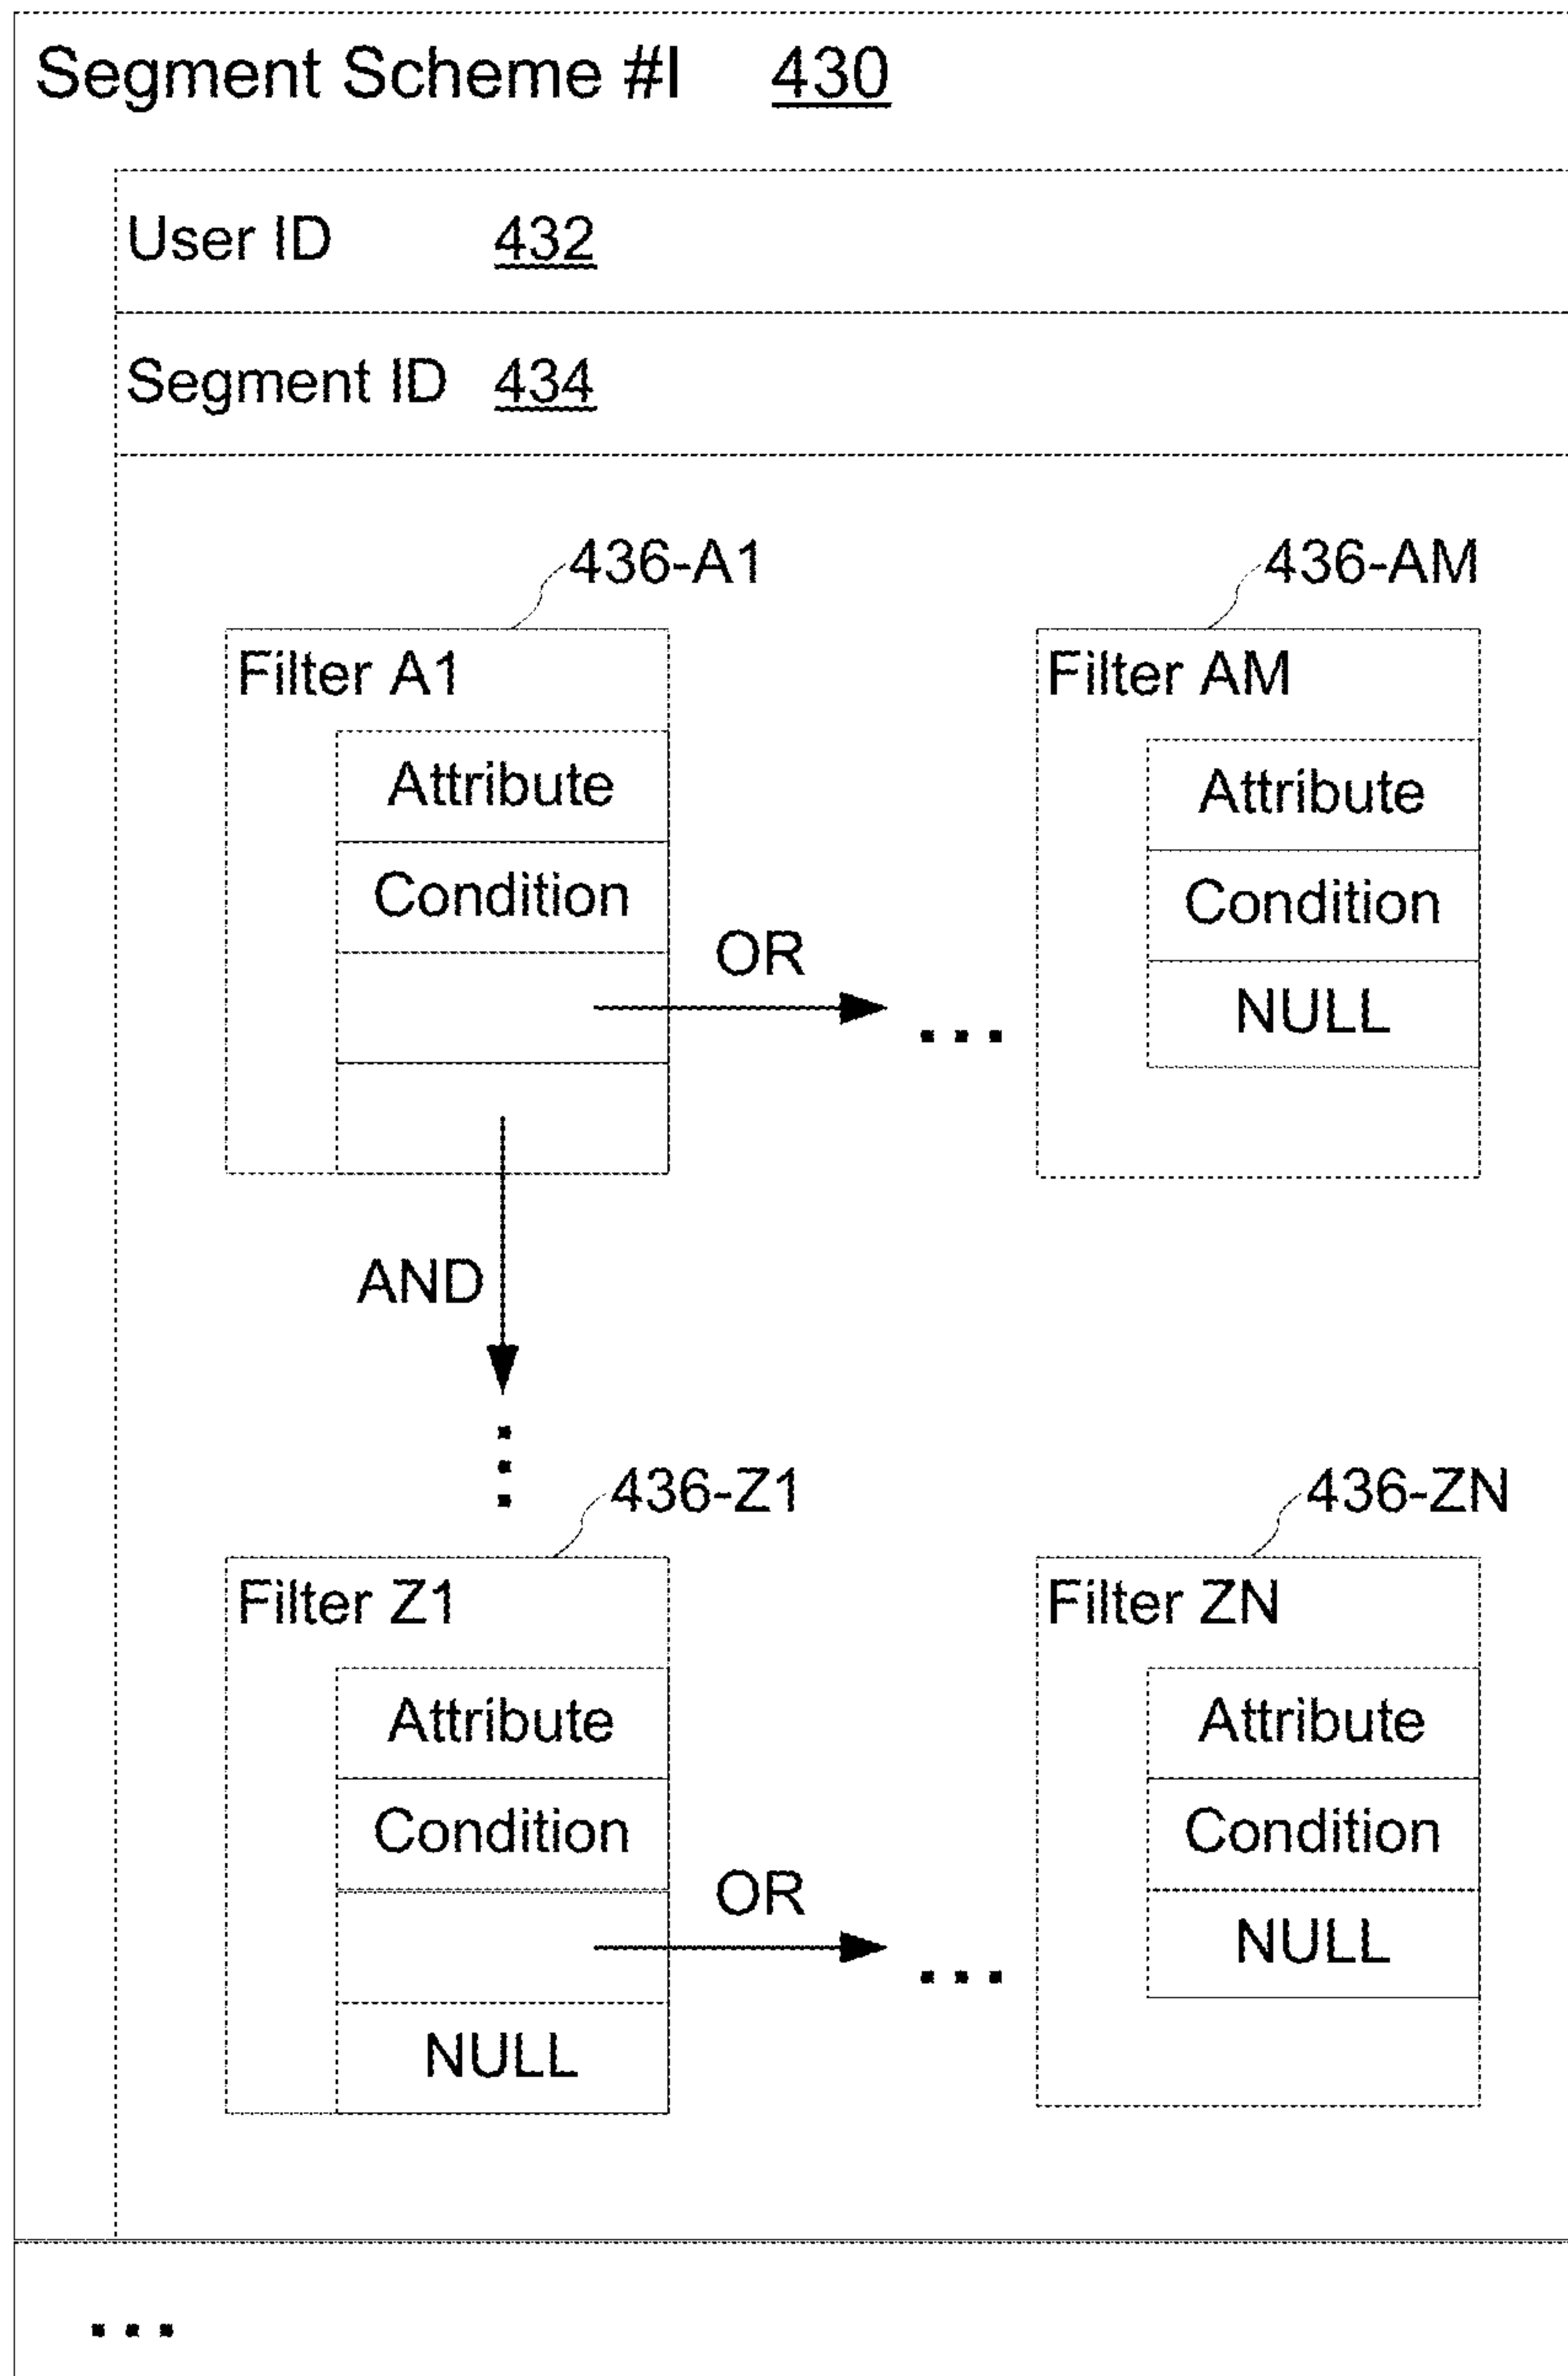 Segment Scheme #I 430
User ID 432
Segment ID 434
436-A1 436-AM
Filter A1 Filter AM
Attribute Attribute
Condition Condition
OR
... NULL
AND
436-Z1 436-ZN
Filter Z1 Filter ZN
Attribute Attribute
Condition Condition
OR
... NULL
NULL
...